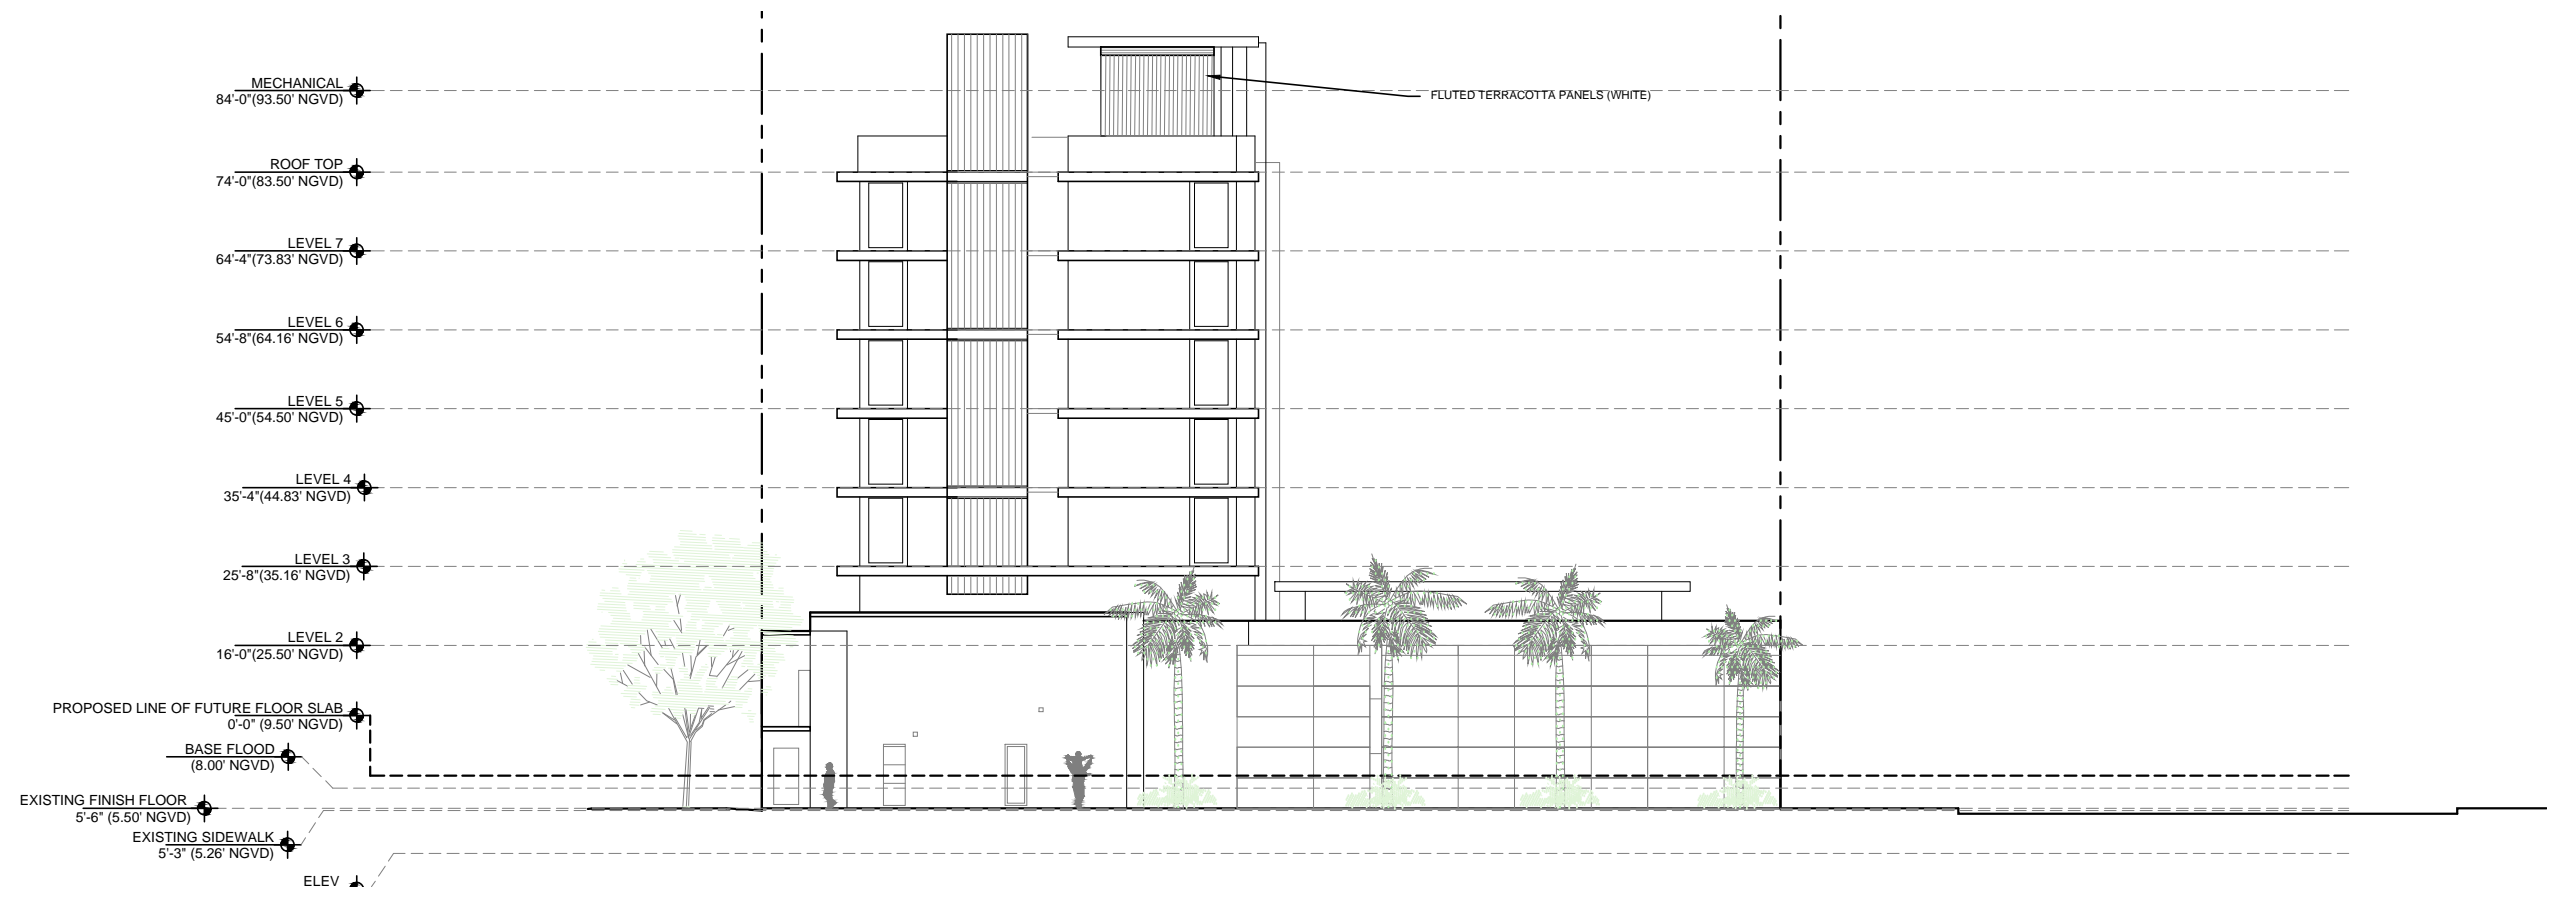 MECHANICAL
84'-0"(93.50' NGVD)
FLUTED TERRACOTTA PANELS (WHITE)
ROOF TOP
74'-0"(83.50' NGVD)
LEVEL 7
64'-4"(73.83' NGVD)
LEVEL 6
54'-8"(64.16' NGVD)
LEVEL 5
45'-0"(54.50' NGVD)
LEVEL 4
35'-4"(44.83' NGVD)
LEVEL 3
25'-8"(35.16' NGVD)
LEVEL 2
16'-0"(25.50' NGVD)
PROPOSED LINE OF FUTURE FLOOR SLAB
0'-0" (9.50' NGVD)
BASE FLOOD
(8.00' NGVD)
EXISTING FINISH FLOOR
5'-6" (5.50' NGVD)
EXISTING SIDEWALK
5'-3" (5.26' NGVD)
ELEV